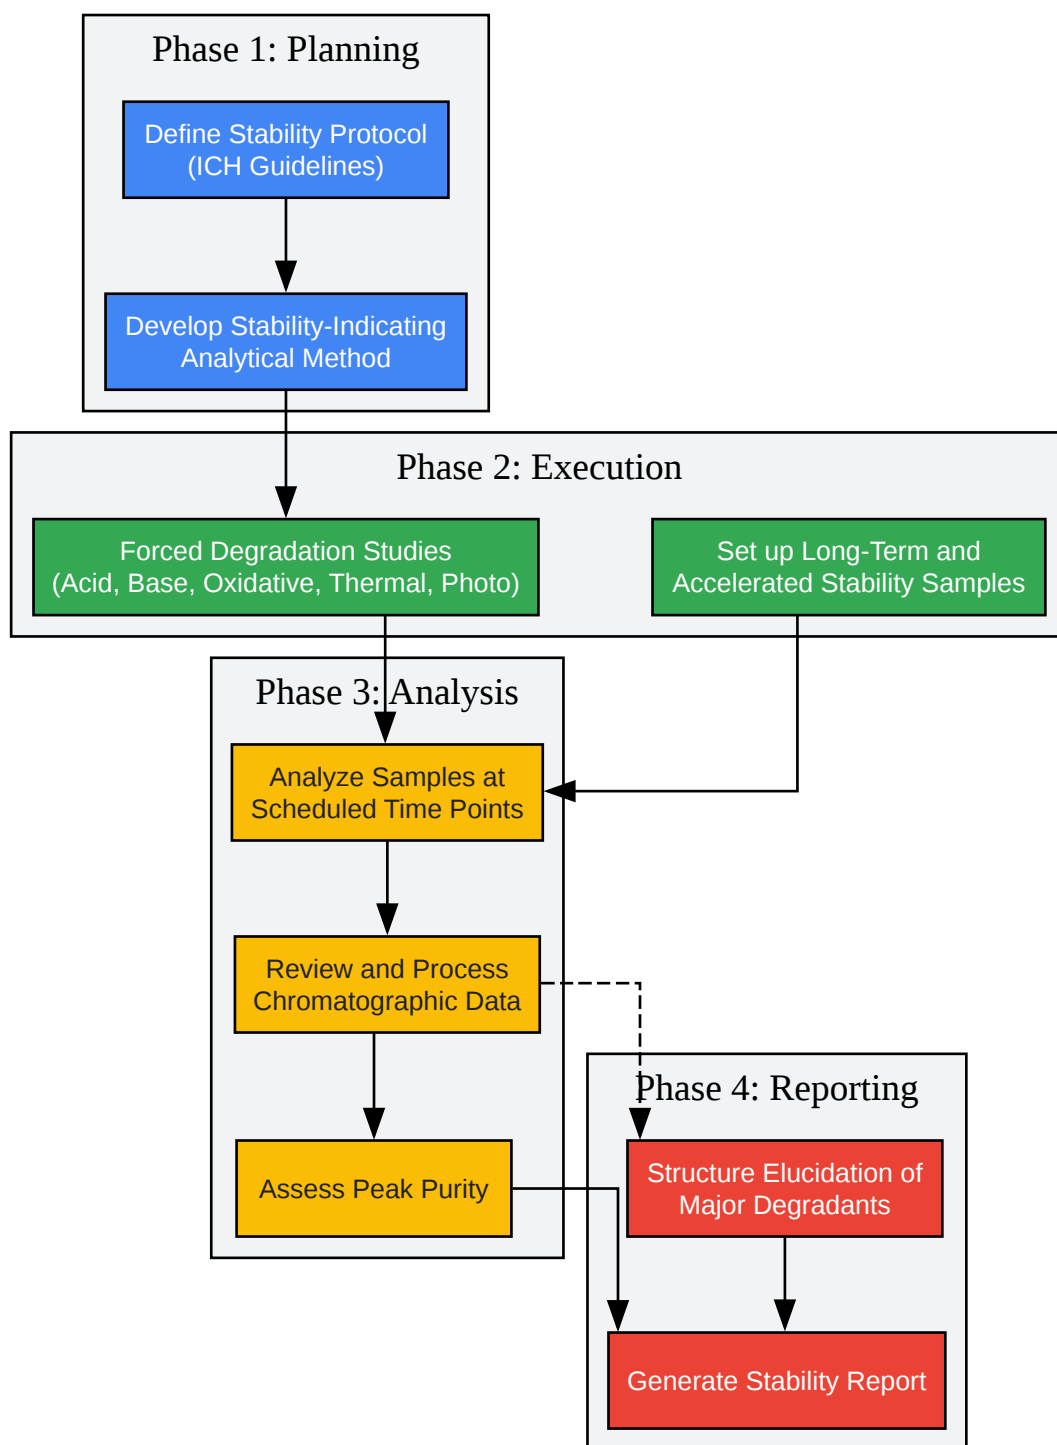 Phase 1: Planning
Define Stability Protocol
(ICH Guidelines)
Develop Stability-Indicating
Analytical Method
Phase 2: Execution
Forced Degradation Studies
(Acid, Base, Oxidative, Thermal, Photo)
Set up Long-Term and
Accelerated Stability Samples
Phase 3: Analysis
Analyze Samples at
Scheduled Time Points
Review and Process
Chromatographic Data
Assess Peak Purity
Phase 4: Reporting
Structure Elucidation of
Major Degradants
Generate Stability Report